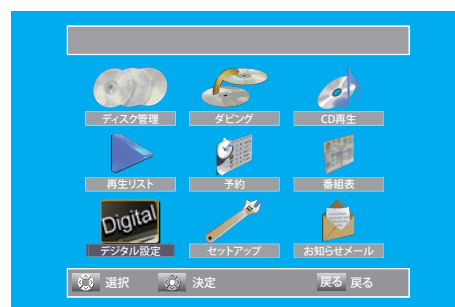 ディスク管理 ダビング CD再生
再生リスト 予約 番組表
Digital
デジタル設定 セットアップ お知らせメール
選択 決定 戻る 戻る